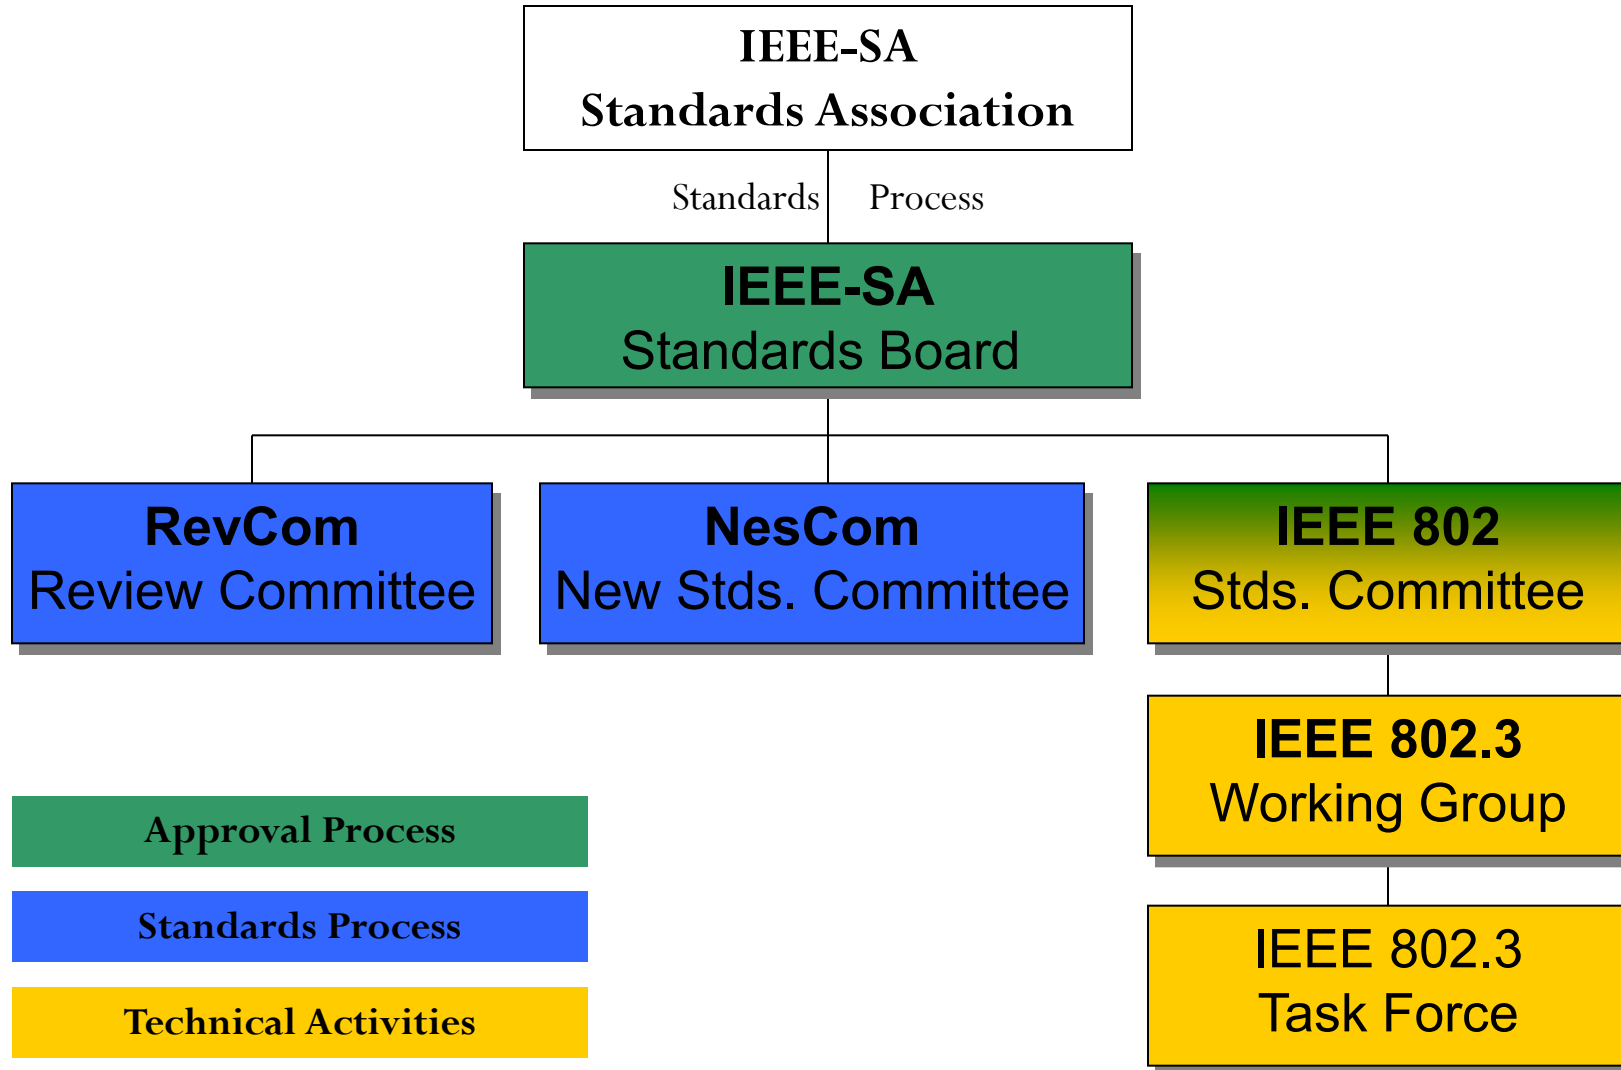 IEEE-SA
Standards Association
Standards Process
IEEE-SA
Standards Board
RevCom
Review Committee
NesCom
New Stds. Committee
IEEE 802
Stds. Committee
IEEE 802.3
Working Group
IEEE 802.3
Task Force
Approval Process
Standards Process
Technical Activities